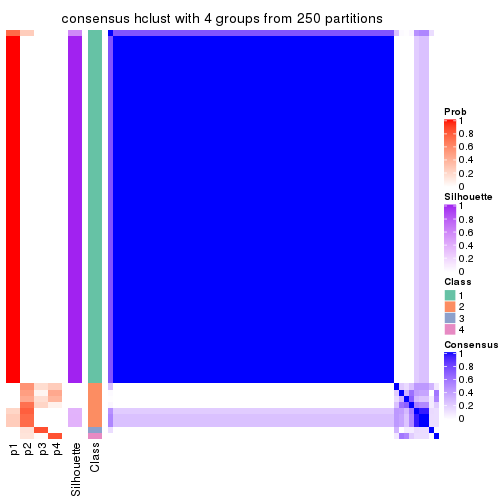 consensus hclust with 4 groups from 250 partitions
Prob
1
0.8
0.6
0.4
0.2
0
Silhouette
1
0.8
0.6
0.4
0.2
0
Class
1
2
3
4
Consensus
1
0.8
0.6
0.4
0.2
0
p1
p2
p3
p4
Silhouette
Class